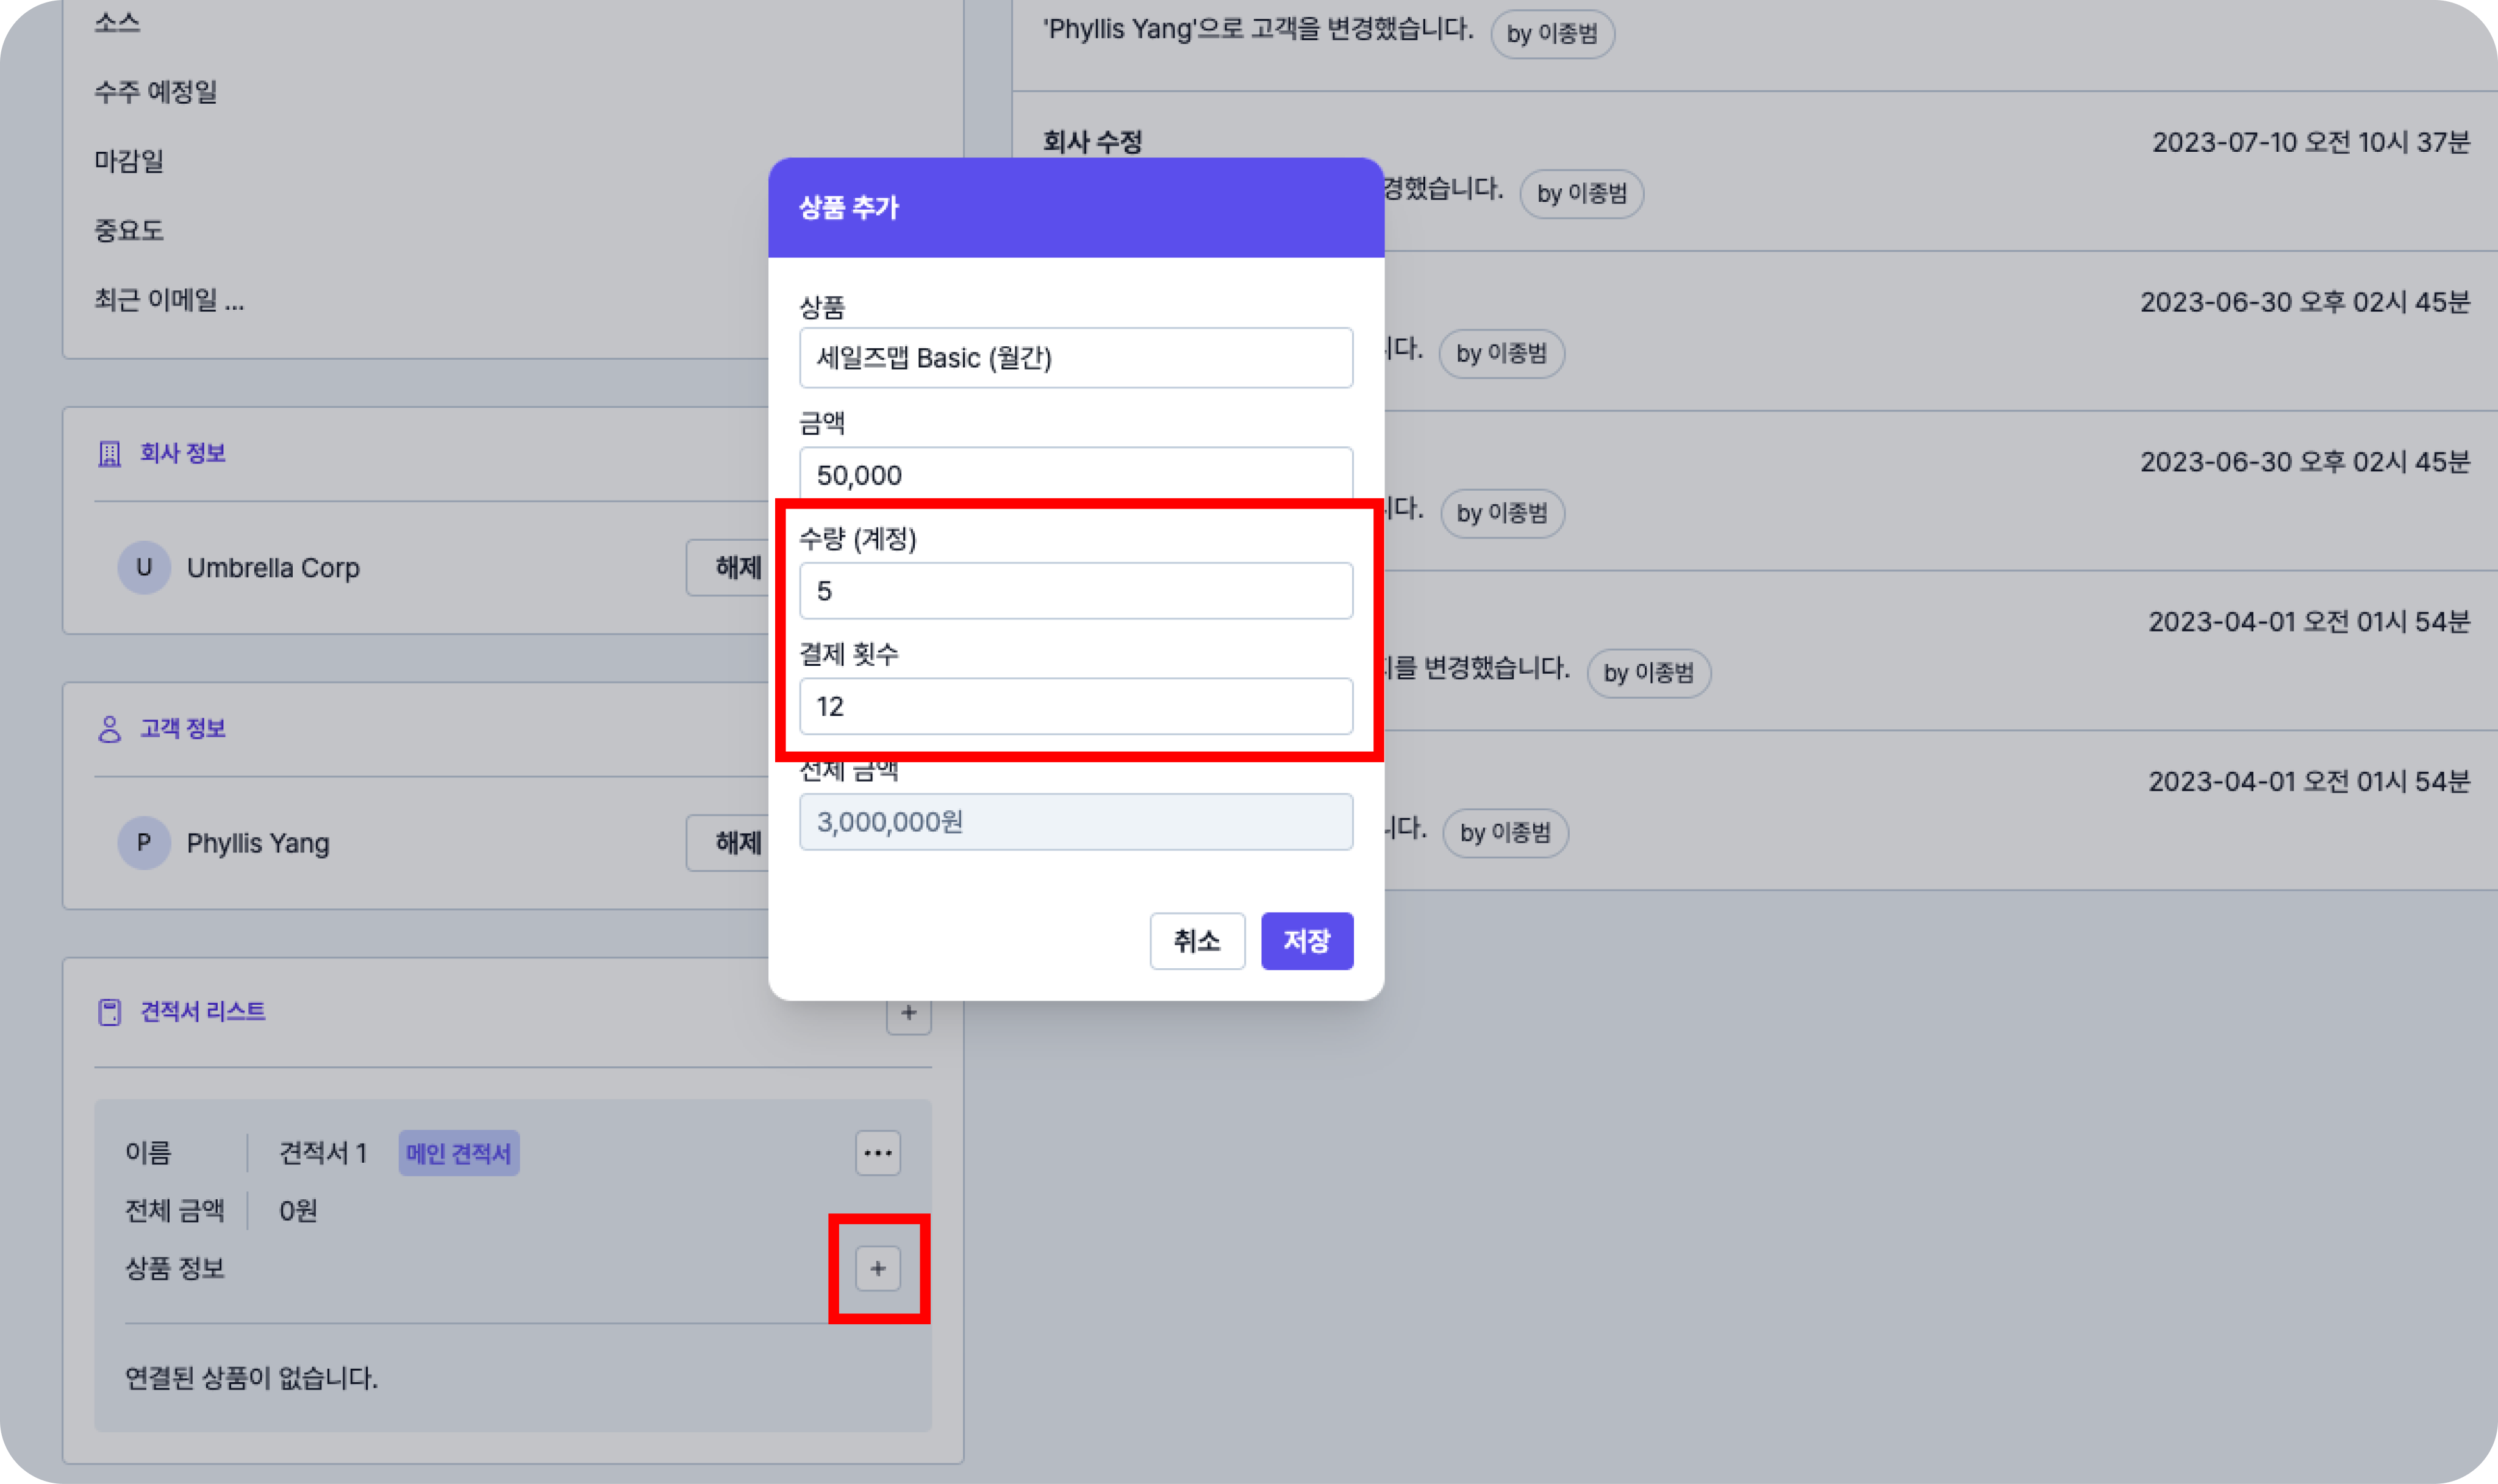 소스
수주 예정일
마감일
중요도
최근 이메일 ...
회사 정보
U Umbrella Corp 해제
고객 정보
P Phyllis Yang 해제
견적서 리스트 +
이름 견적서 1 메인 견적서 ...
전체 금액 0원
상품 정보 +
연결된 상품이 없습니다.
상품 추가
상품
세일즈맵 Basic (월간)
금액
50,000
수량 (계정)
5
결제 횟수
12
전체 금액
3,000,000원
취소 저장
'Phyllis Yang'으로 고객을 변경했습니다. by 이종범
회사 수정 2023-07-10 오전 10시 37분
경했습니다. by 이종범
2023-06-30 오후 02시 45분
니다. by 이종범
2023-06-30 오후 02시 45분
니다. by 이종범
2023-04-01 오전 01시 54분
를 변경했습니다. by 이종범
2023-04-01 오전 01시 54분
니다. by 이종범